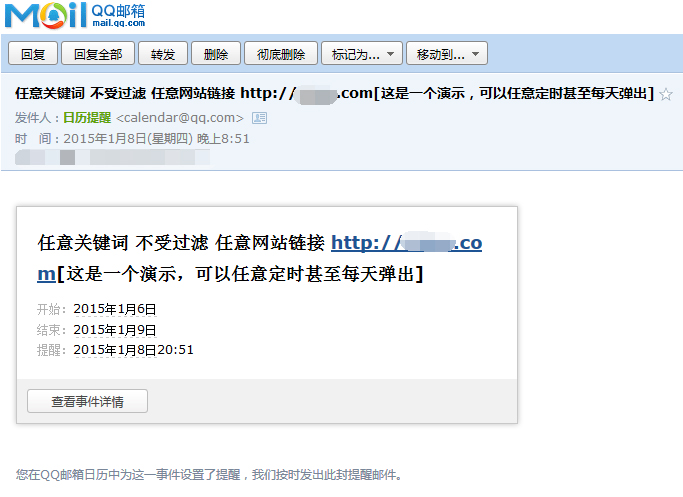 Mail QQ邮箱
mail.qq.com
回复 回复全部 转发 删除 彻底删除 标记为... 移动到...
任意关键词 不受过滤 任意网站链接 http:// .com[这是一个演示，可以任意定时甚至每天弹出]
发件人：日历提醒 <calendar@qq.com>
时 间：2015年1月8日(星期四) 晚上8:51
任意关键词 不受过滤 任意网站链接 http:// .co
m[这是一个演示，可以任意定时甚至每天弹出]
开始：2015年1月6日
结束：2015年1月9日
提醒：2015年1月8日20:51
查看事件详情
您在QQ邮箱日历中为这一事件设置了提醒，我们按时发出此封提醒邮件。